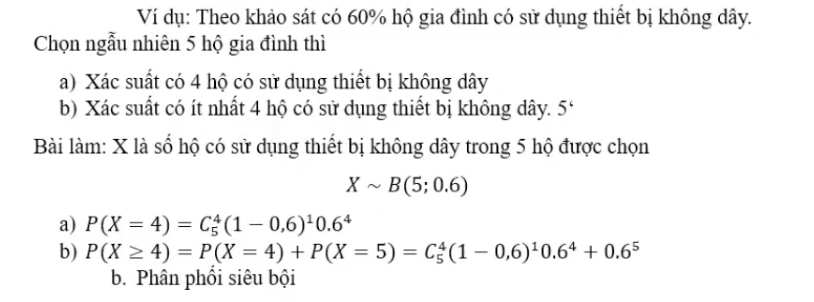 Ví dụ: Theo khảo sát có 60% hộ gia đình có sử dụng thiết bị không dây.
Chọn ngẫu nhiên 5 hộ gia đình thì
a) Xác suất có 4 hộ có sử dụng thiết bị không dây
b) Xác suất có ít nhất 4 hộ có sử dụng thiết bị không dây. 5‘
Bài làm: X là số hộ có sử dụng thiết bị không dây trong 5 hộ được chọn
X ~ B(5; 0.6)
a) P(X = 4) = C₅⁴(1 − 0,6)¹0.6⁴
b) P(X ≥ 4) = P(X = 4) + P(X = 5) = C₅⁴(1 − 0,6)¹0.6⁴ + 0.6⁵
b. Phân phối siêu bội